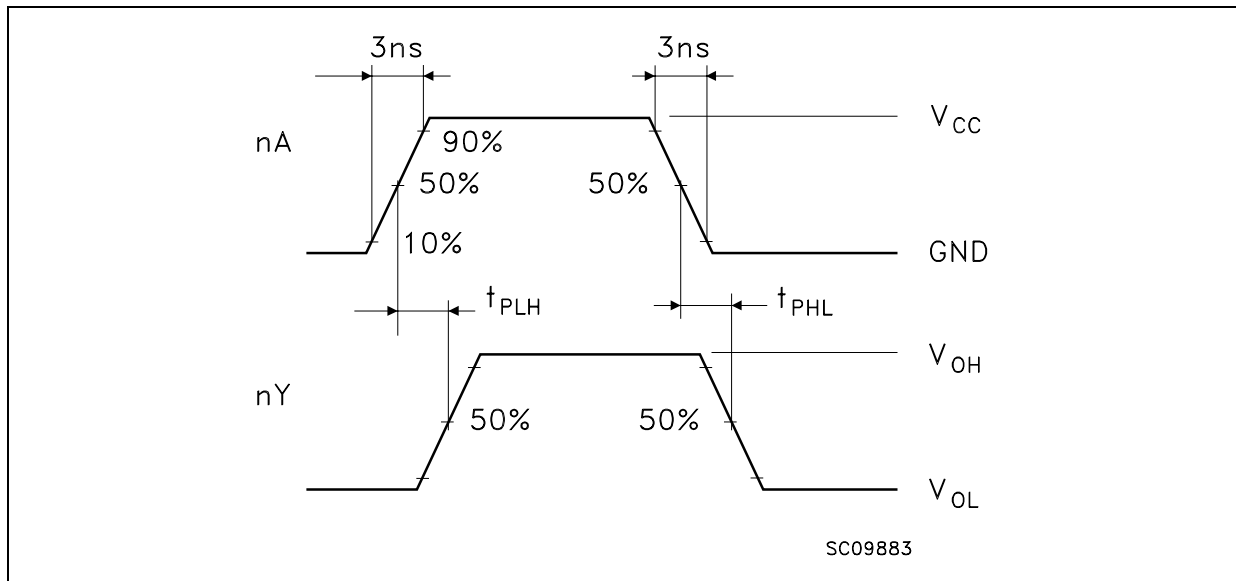 3ns 3ns
nA 90% V_CC
50% 50%
10% GND
t_PLH t_PHL
nY V_OH
50% 50%
V_OL
SC09883